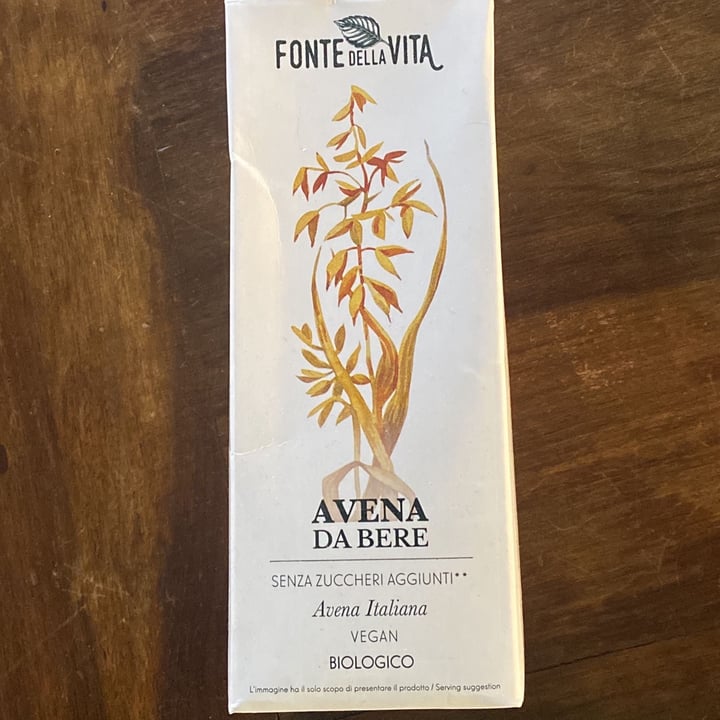 FONTE DELLA VITA
AVENA
DA BERE
SENZA ZUCCHERI AGGIUNTI**
Avena Italiana
VEGAN
BIOLOGICO
L'immagine ha il solo scopo di presentare il prodotto / Serving suggestion